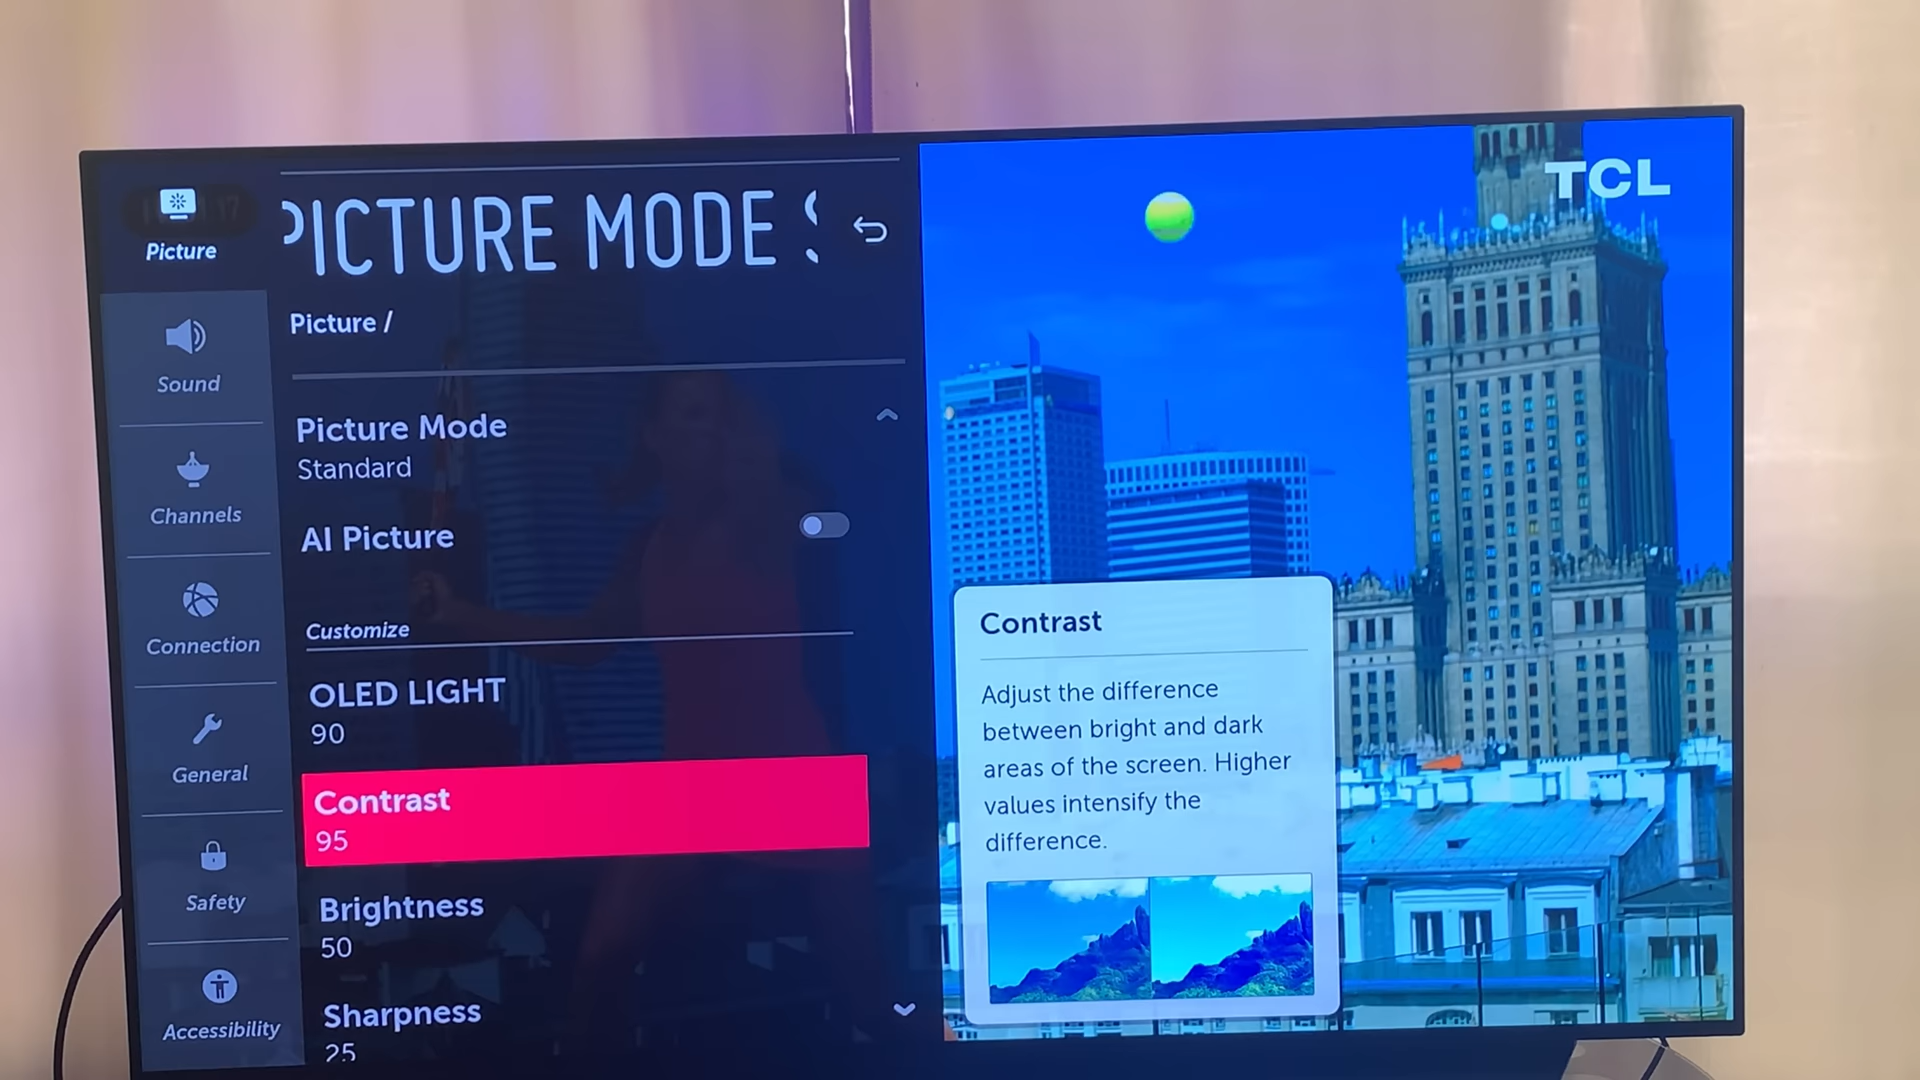 PICTURE MODE
Picture
Picture /
Sound
Channels
Connection
General
Safety
Accessibility
Picture Mode
Standard
AI Picture
Customize
OLED LIGHT
90
Contrast
95
Brightness
50
Sharpness
25
TCL
Contrast
Adjust the difference
between bright and dark
areas of the screen. Higher
values intensify the
difference.